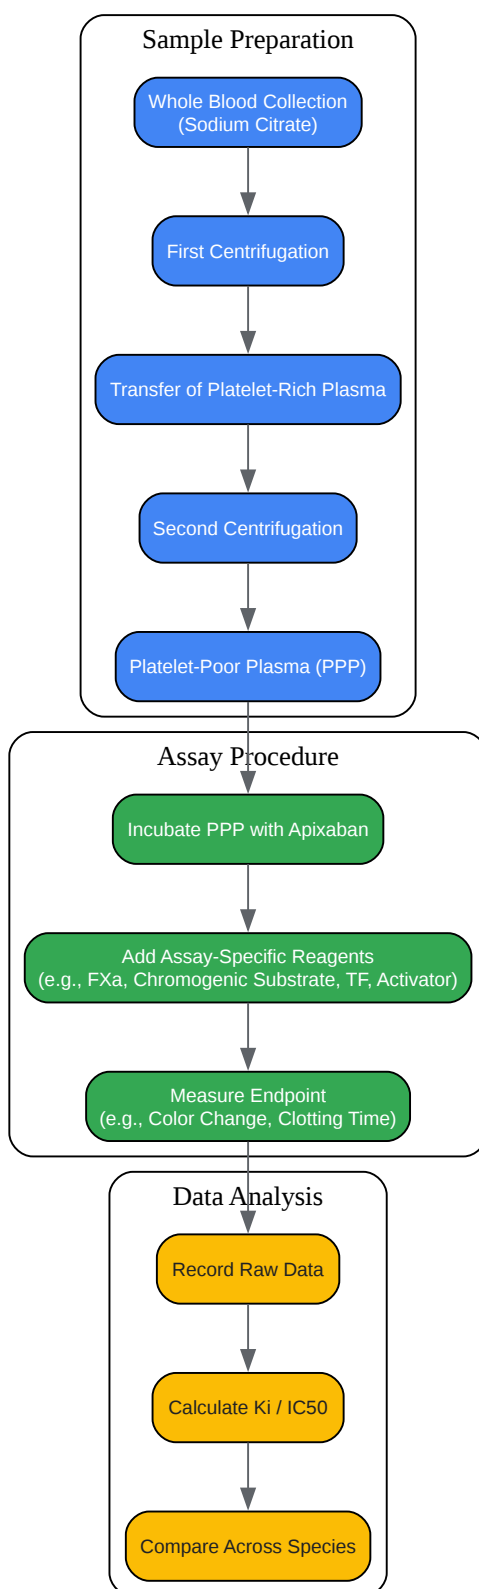 Sample Preparation
Whole Blood Collection
(Sodium Citrate)
First Centrifugation
Transfer of Platelet-Rich Plasma
Second Centrifugation
Platelet-Poor Plasma (PPP)
Assay Procedure
Incubate PPP with Apixaban
Add Assay-Specific Reagents
(e.g., FXa, Chromogenic Substrate, TF, Activator)
Measure Endpoint
(e.g., Color Change, Clotting Time)
Data Analysis
Record Raw Data
Calculate Ki / IC50
Compare Across Species